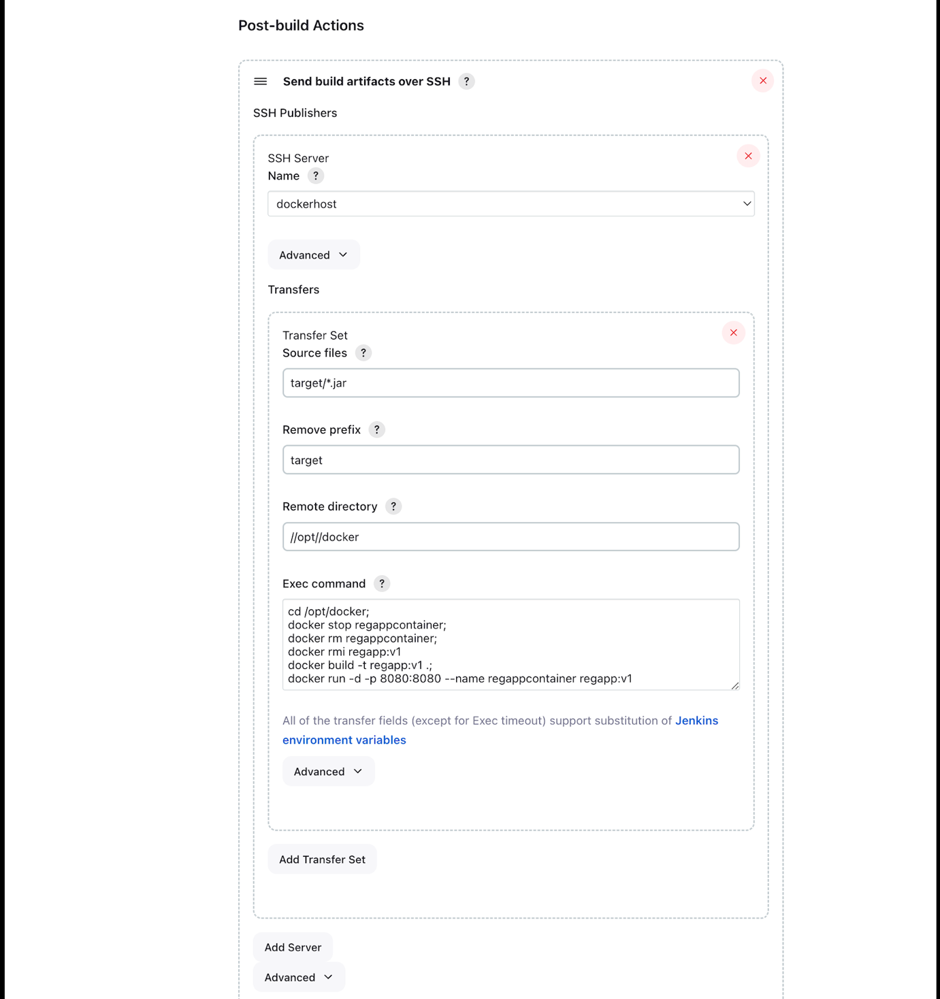 Post-build Actions
Send build artifacts over SSH ?
SSH Publishers
SSH Server
Name ?
dockerhost
Advanced
Transfers
Transfer Set
Source files ?
target/*.jar
Remove prefix ?
target
Remote directory ?
//opt//docker
Exec command ?
cd /opt/docker;
docker stop regappcontainer;
docker rm regappcontainer;
docker rmi regapp:v1
docker build -t regapp:v1 .;
docker run -d -p 8080:8080 --name regappcontainer regapp:v1
All of the transfer fields (except for Exec timeout) support substitution of Jenkins
environment variables
Advanced
Add Transfer Set
Add Server
Advanced